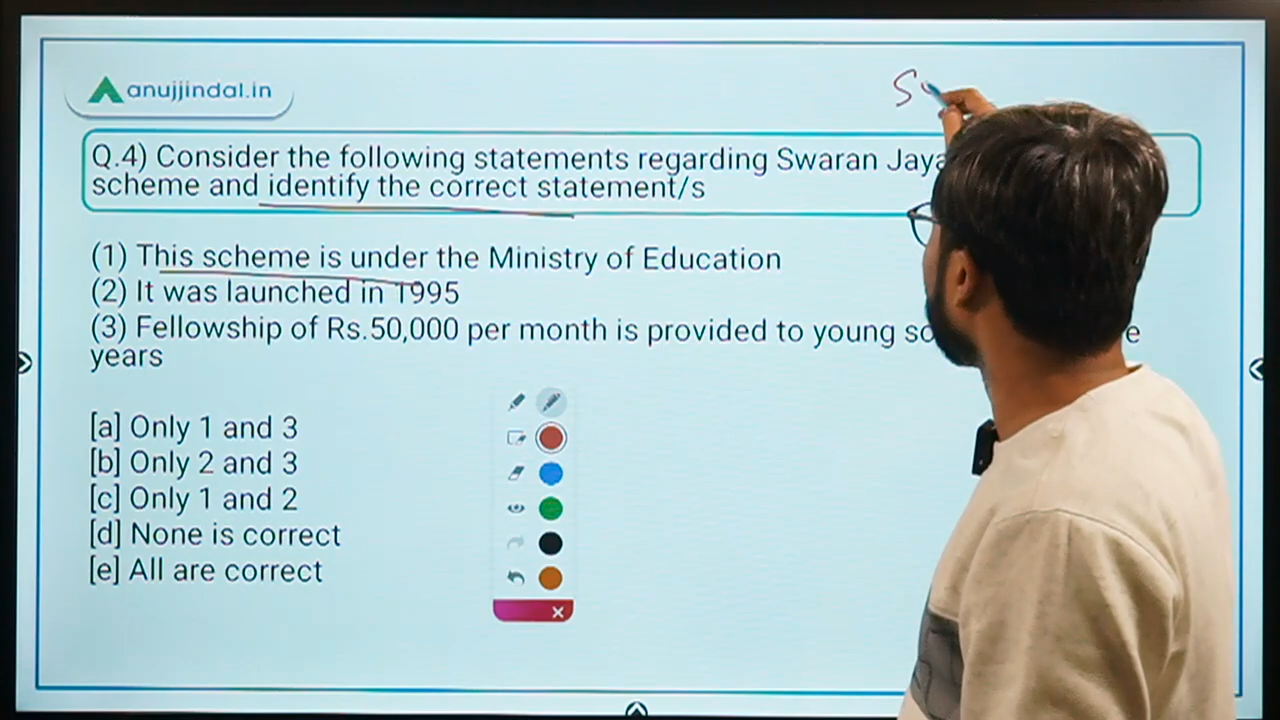 anujjindal.in
S
Q.4) Consider the following statements regarding Swaran
scheme and identify the correct statement/s
(1) This scheme is under the Ministry of Education
(2) It was launched in 1995
(3) Fellowship of Rs.50,000 per month is provided to young
years
[a] Only 1 and 3
[b] Only 2 and 3
[c] Only 1 and 2
[d] None is correct
[e] All are correct